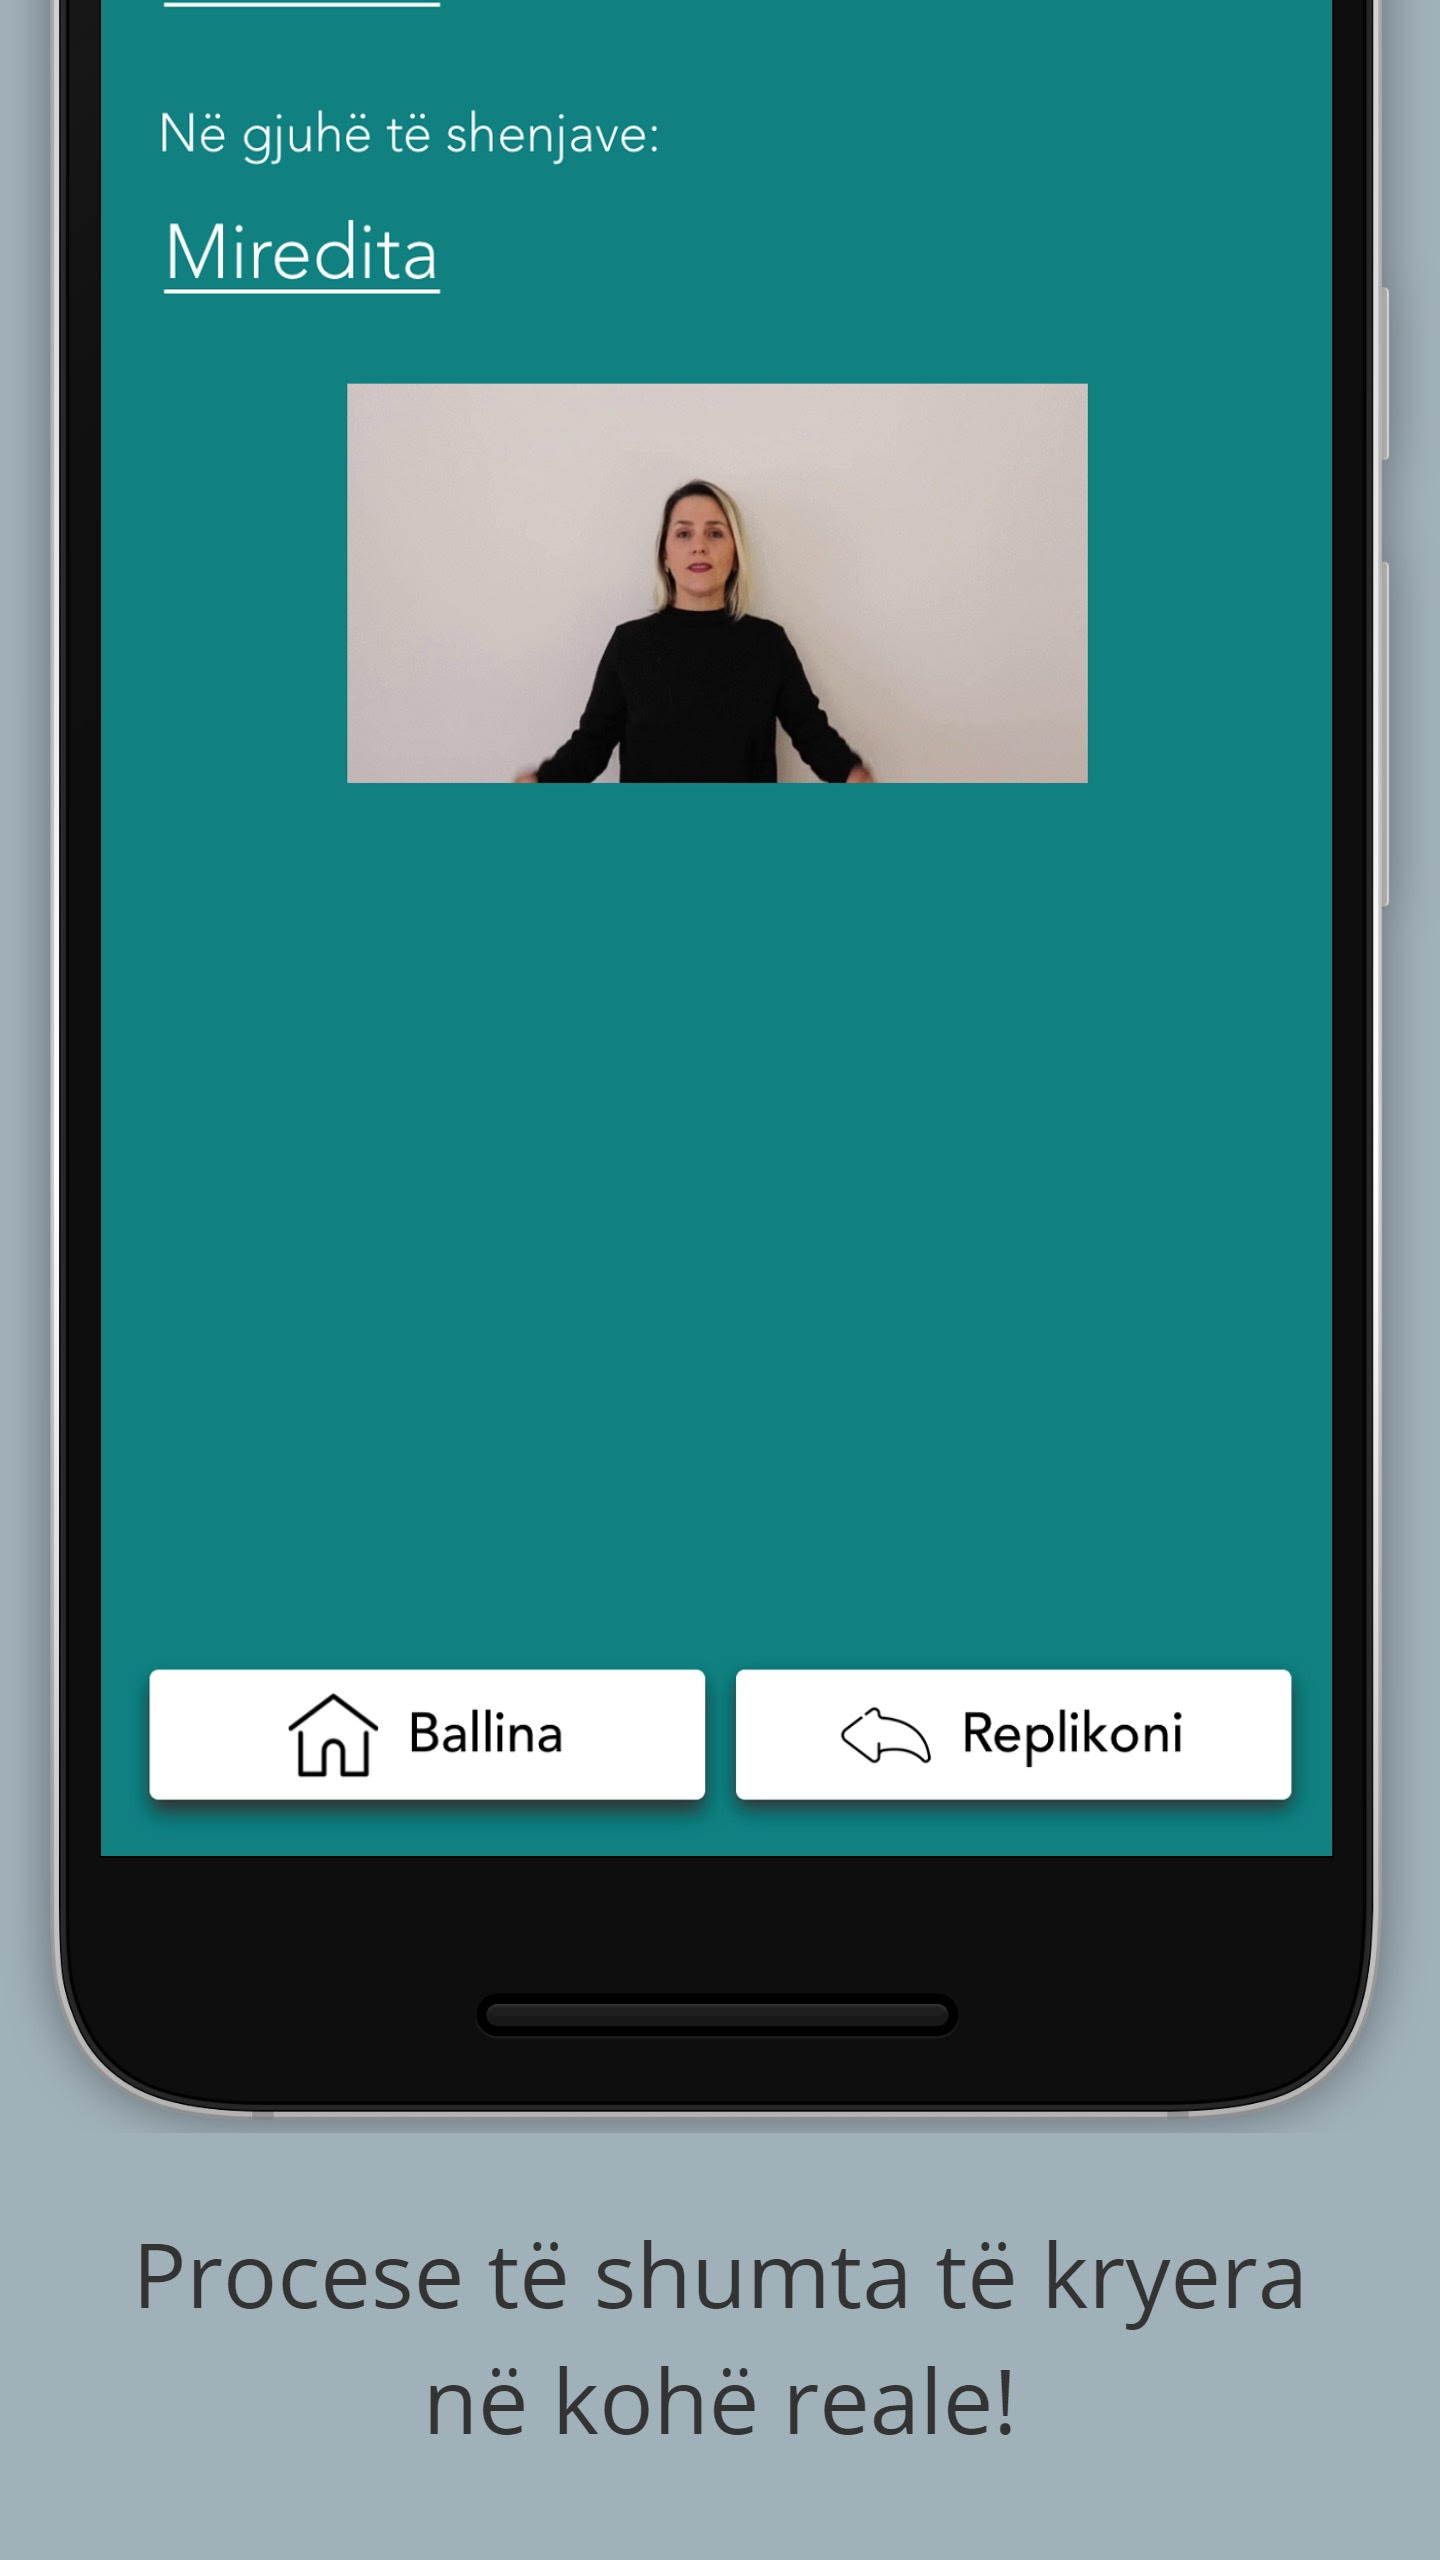 Në gjuhë të shenjave:
Miredita
Ballina
Replikoni
Procese të shumta të kryera
në kohë reale!